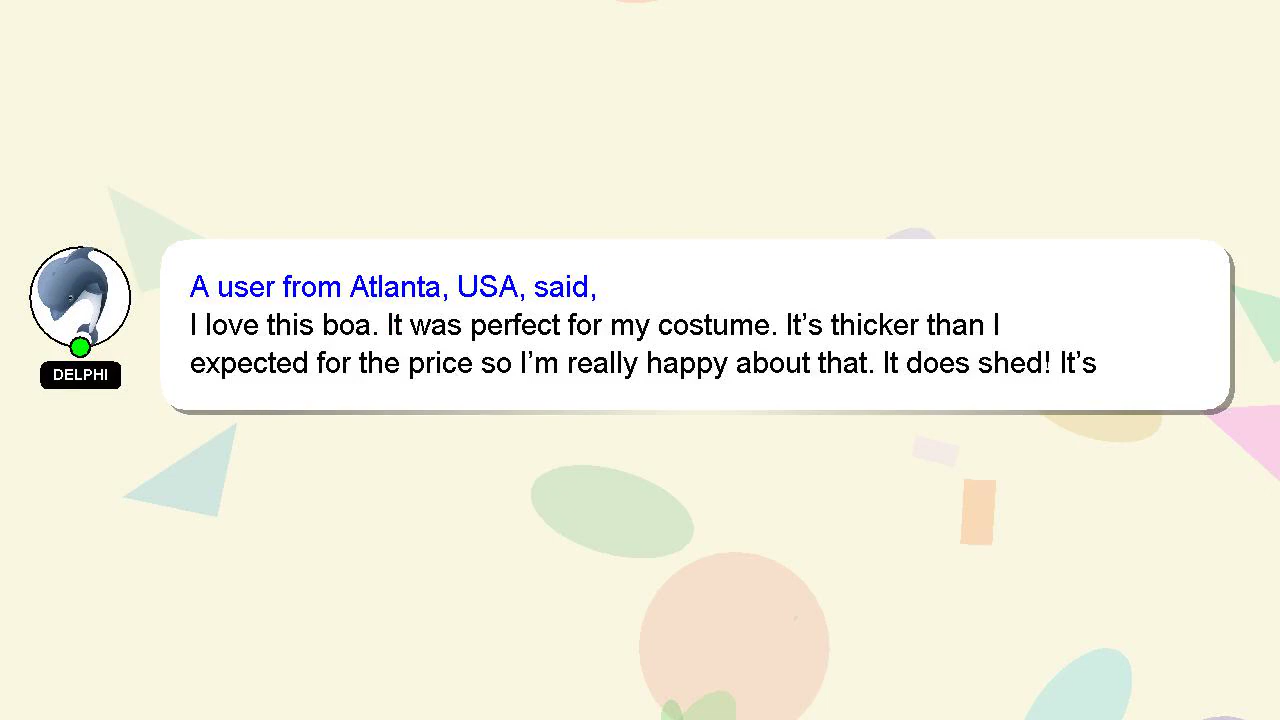 A user from Atlanta, USA, said,
I love this boa. It was perfect for my costume. It’s thicker than I
expected for the price so I’m really happy about that. It does shed! It’s
DELPHI